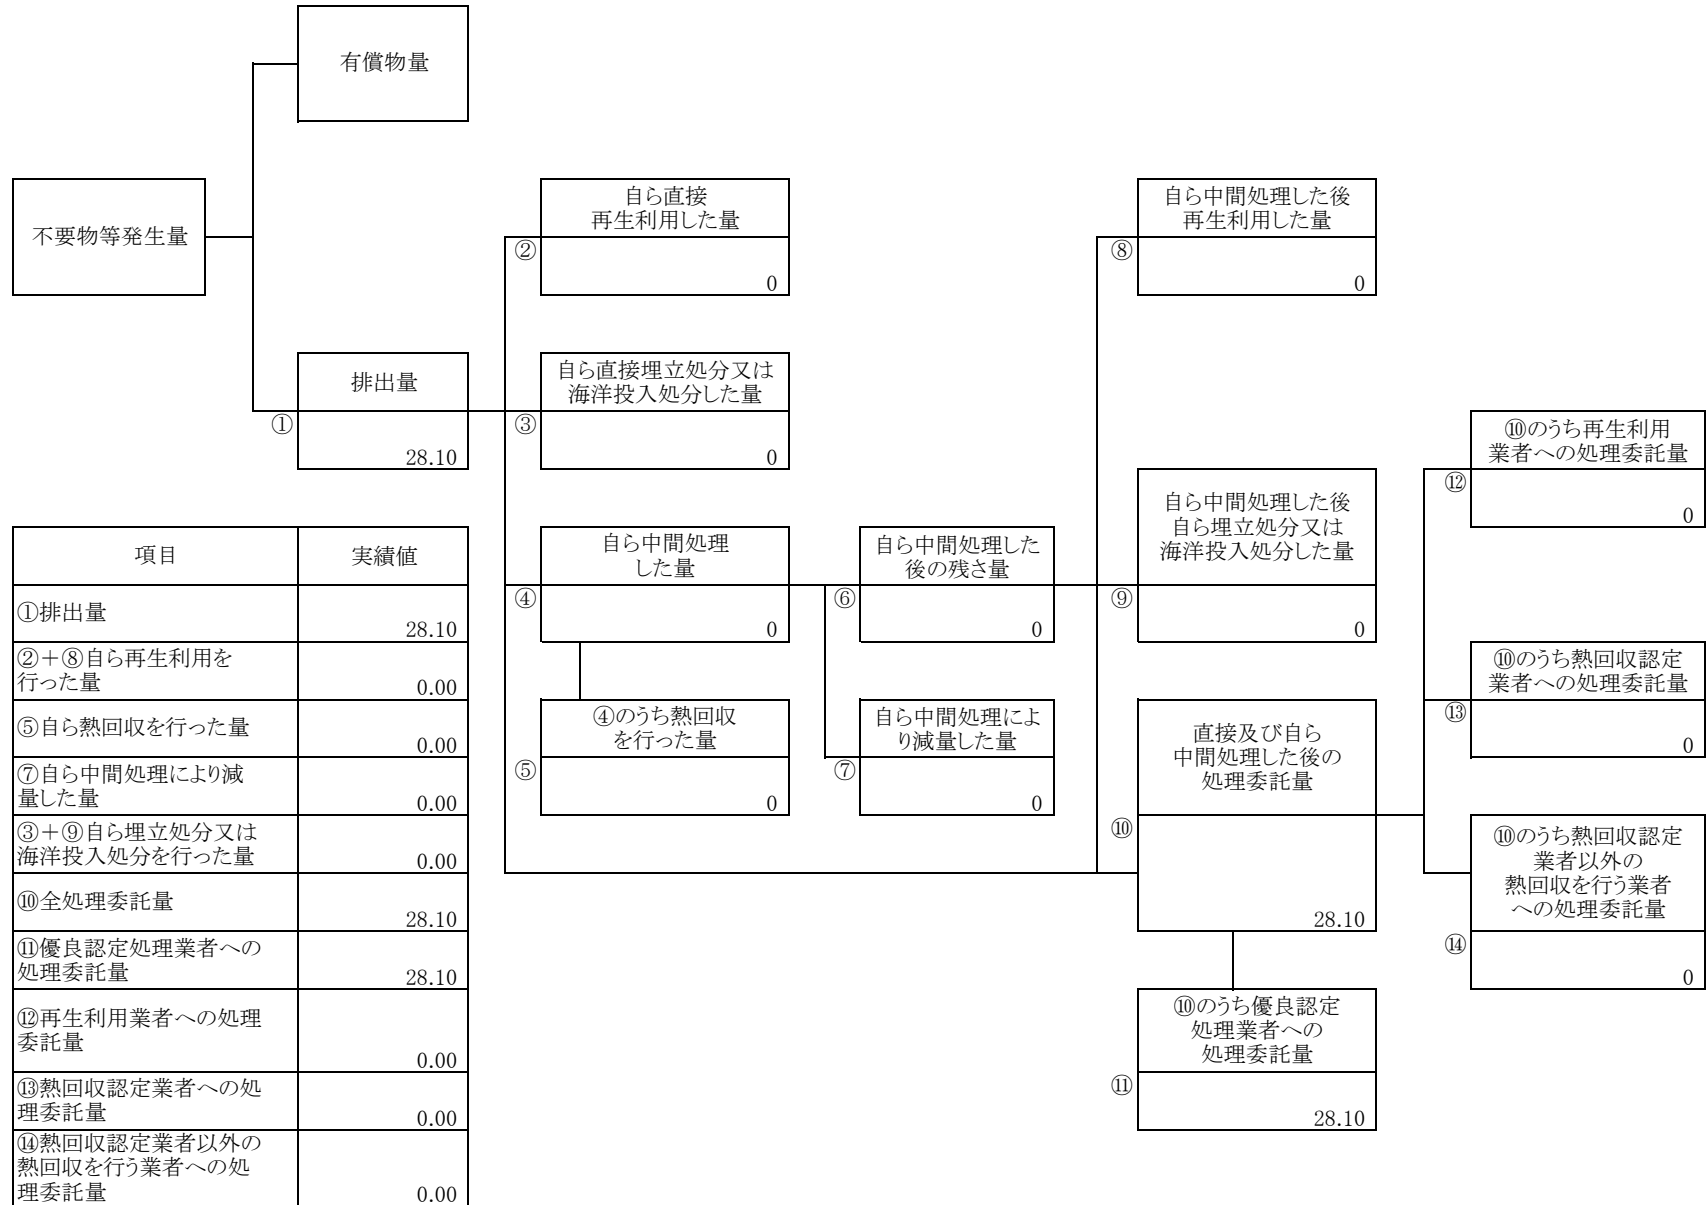 有償物量
不要物等発生量
自ら直接
再生利用した量
②
0
自ら中間処理した後
再生利用した量
⑧
0
排出量
①
28.10
自ら直接埋立処分又は
海洋投入処分した量
③
0
⑩のうち再生利用
業者への処理委託量
⑫
0
自ら中間処理
した量
④
0
自ら中間処理した
後の残さ量
⑥
0
自ら中間処理した後
自ら埋立処分又は
海洋投入処分した量
⑨
0
⑩のうち熱回収認定
業者への処理委託量
⑬
0
④のうち熱回収
を行った量
⑤
0
自ら中間処理によ
り減量した量
⑦
0
直接及び自ら
中間処理した後の
処理委託量
⑩
28.10
⑩のうち熱回収認定
業者以外の
熱回収を行う業者
への処理委託量
⑭
0
⑩のうち優良認定
処理業者への
処理委託量
⑪
28.10
項目 実績値
①排出量
28.10
②＋⑧自ら再生利用を
行った量
0.00
⑤自ら熱回収を行った量
0.00
⑦自ら中間処理により減
量した量
0.00
③＋⑨自ら埋立処分又は
海洋投入処分を行った量
0.00
⑩全処理委託量
28.10
⑪優良認定処理業者への
処理委託量
28.10
⑫再生利用業者への処理
委託量
0.00
⑬熱回収認定業者への処
理委託量
0.00
⑭熱回収認定業者以外の
熱回収を行う業者への処
理委託量
0.00